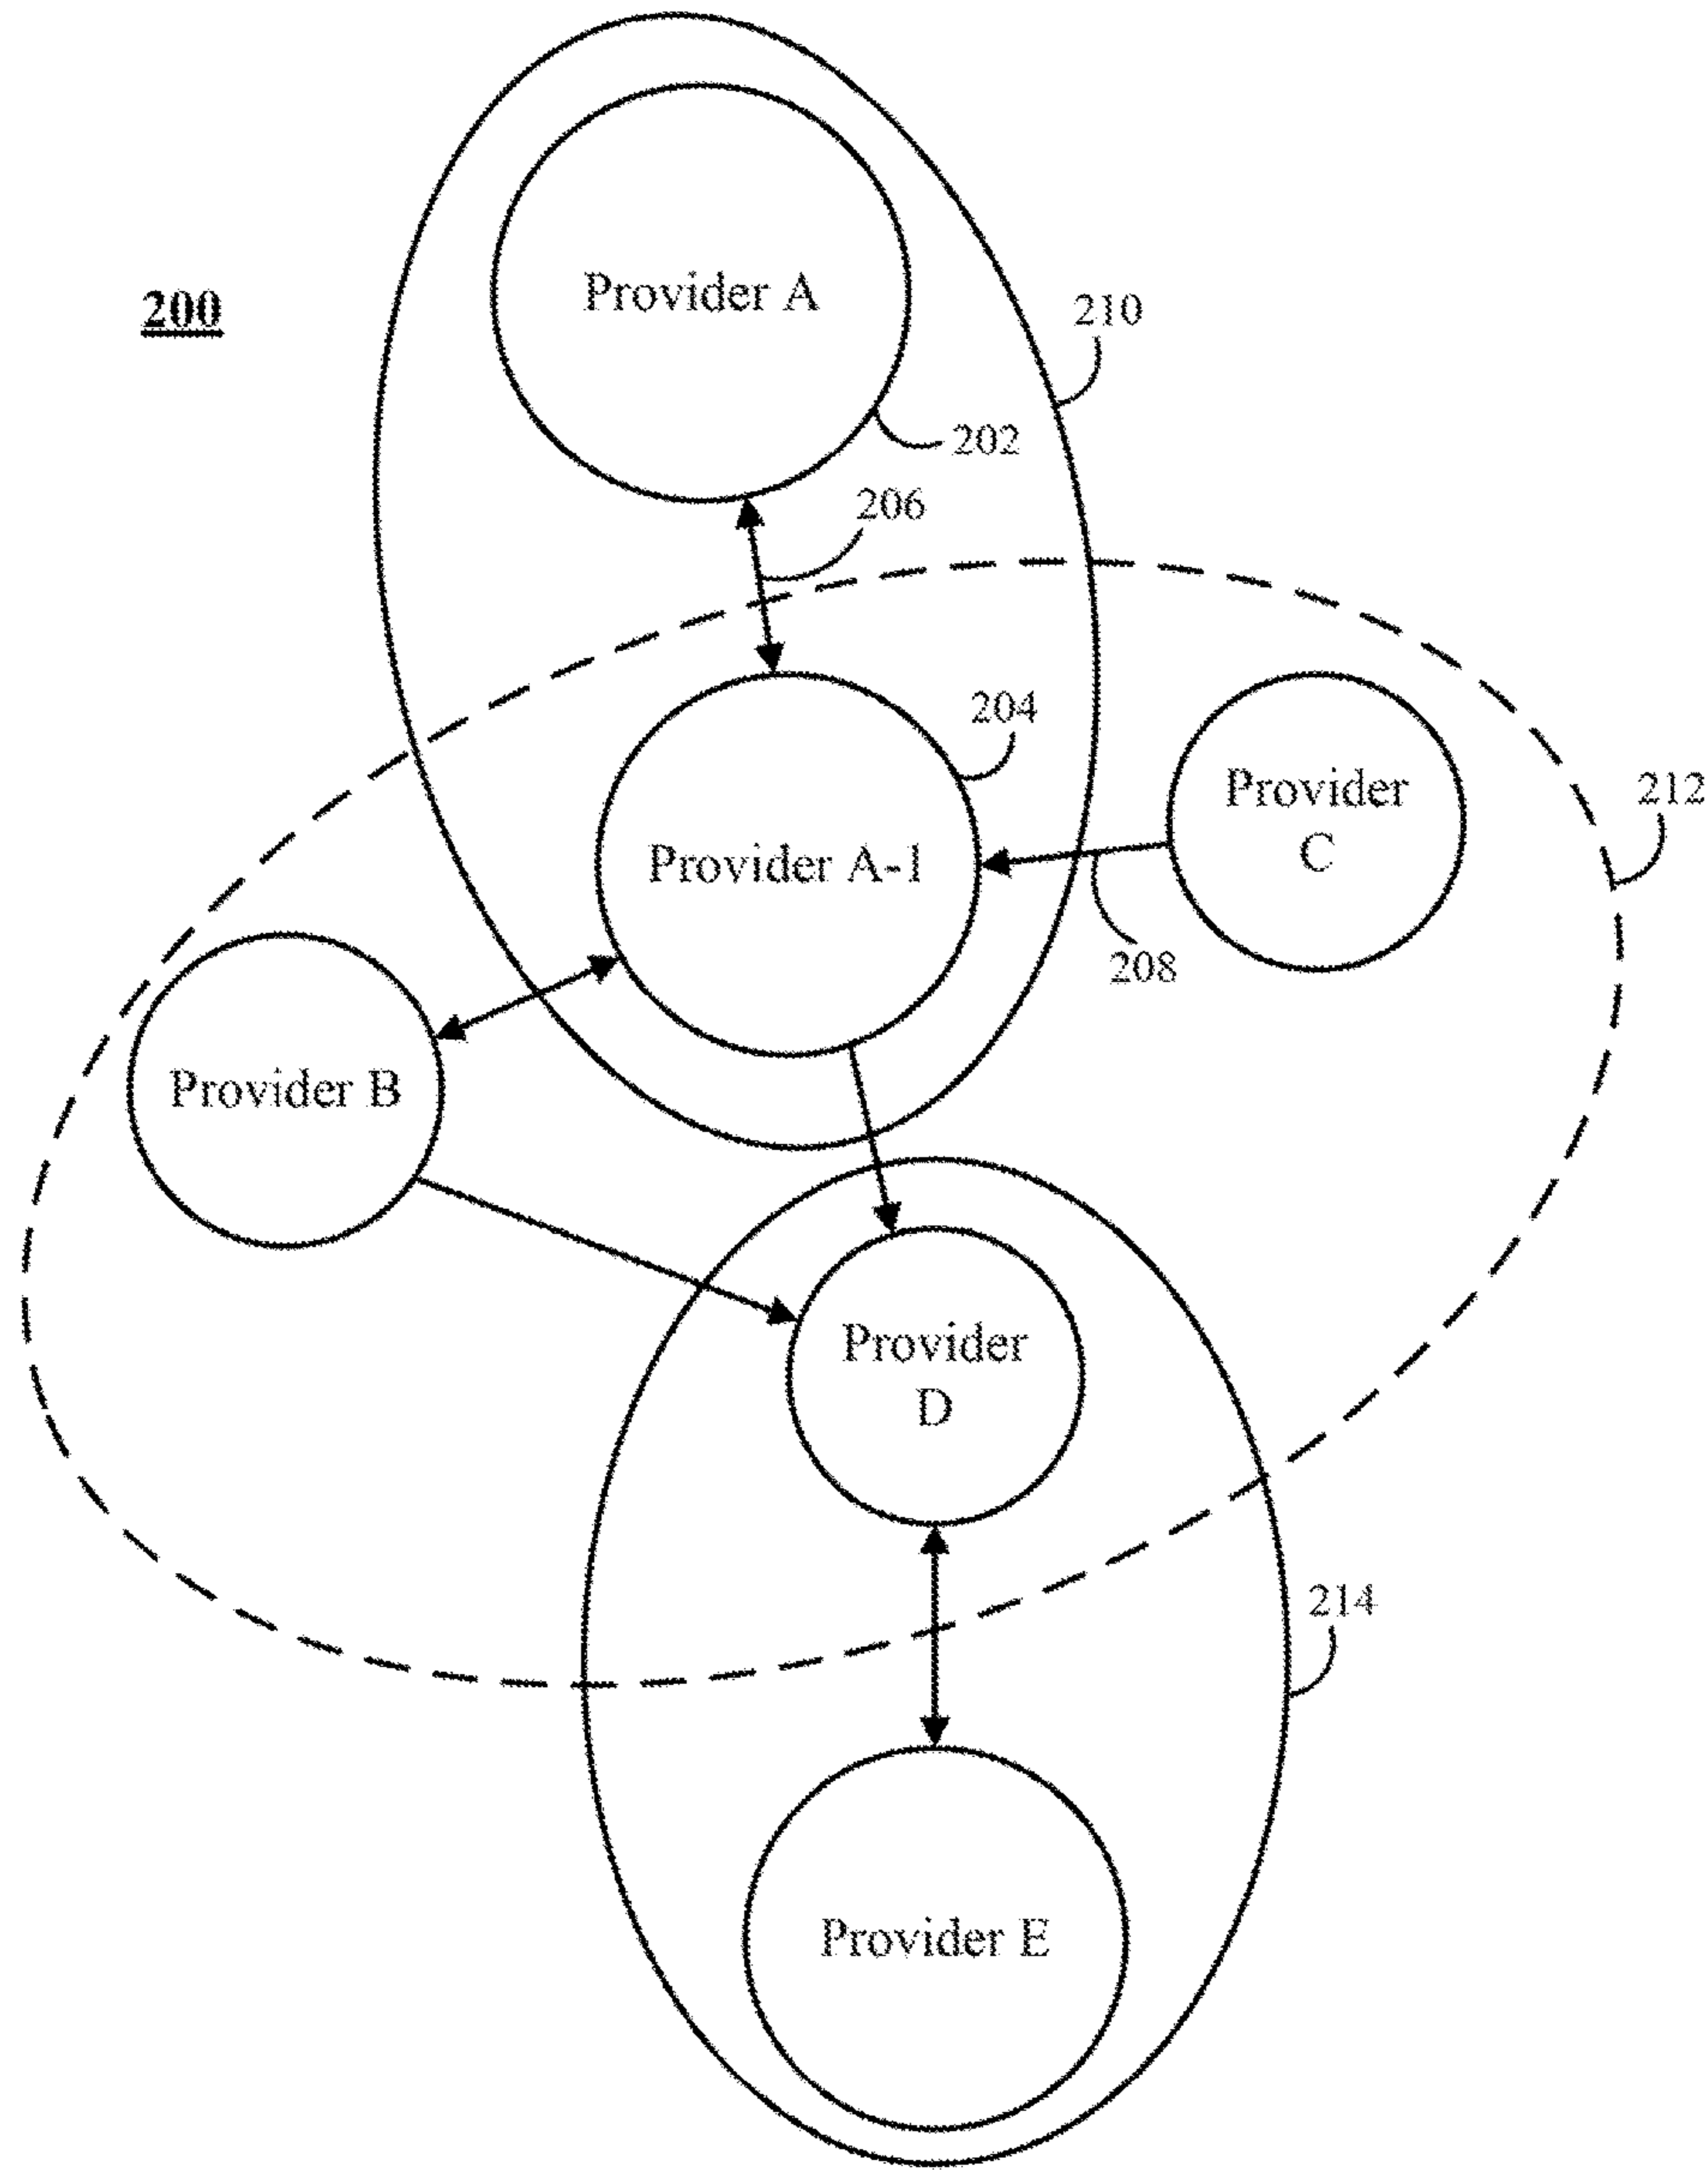 200
Provider A
210
202
206
204
Provider
C
212
Provider A-1
208
Provider B
Provider
D
214
Provider E